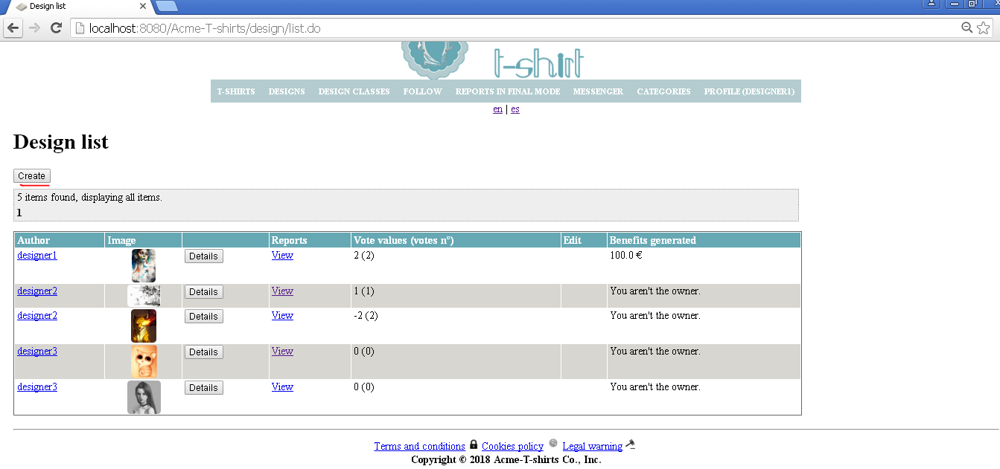 Design list
localhost:8080/Acme-T-shirts/design/list.do
t-shirt
T-SHIRTS DESIGNS DESIGN CLASSES FOLLOW REPORTS IN FINAL MODE MESSENGER CATEGORIES PROFILE (DESIGNER1)
en | es
Design list
Create
5 items found, displaying all items.
1
Author Image Reports Vote values (votes nº) Edit Benefits generated
designer1 Details View 2 (2) 100.0 €
designer2 Details View 1 (1) You aren't the owner.
designer2 Details View -2 (2) You aren't the owner.
designer3 Details View 0 (0) You aren't the owner.
designer3 Details View 0 (0) You aren't the owner.
Terms and conditions Cookies policy Legal warning
Copyright © 2018 Acme-T-shirts Co., Inc.